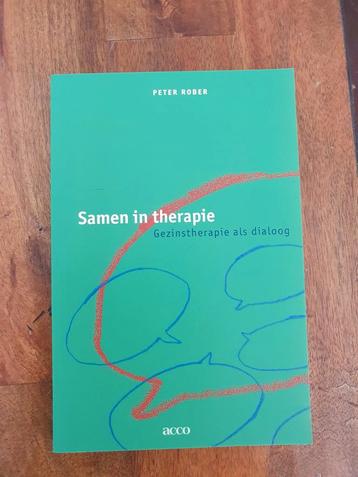 PETER ROBER
Samen in therapie
Gezinstherapie als dialoog
acco